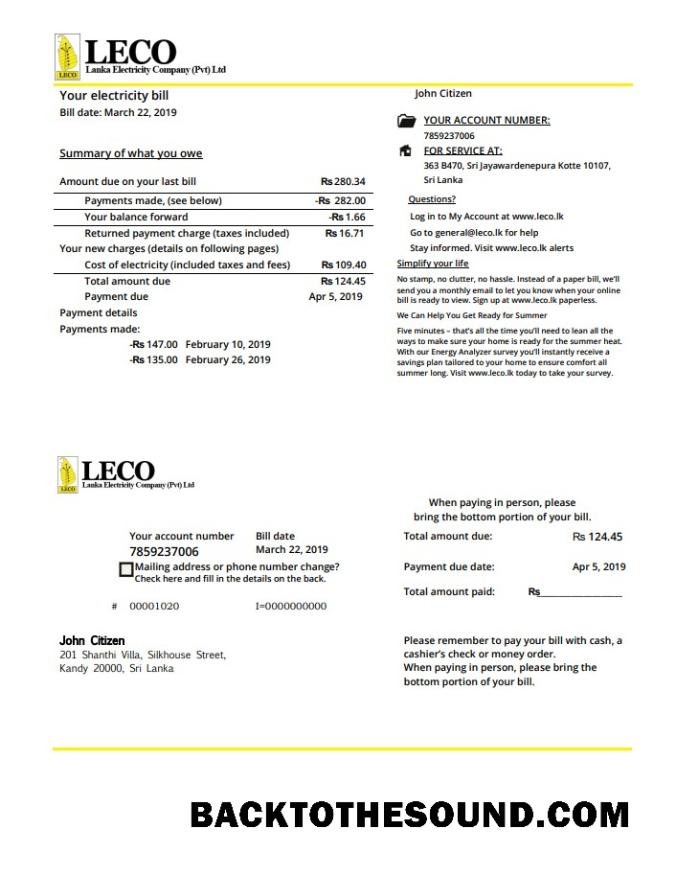 LECO
LECO
Lanka Electricity Company (Pvt) Ltd
Your electricity bill
Bill date: March 22, 2019
Summary of what you owe
Amount due on your last bill Rs 280.34
Payments made, (see below) -Rs 282.00
Your balance forward -Rs 1.66
Returned payment charge (taxes included) Rs 16.71
Your new charges (details on following pages)
Cost of electricity (included taxes and fees) Rs 109.40
Total amount due Rs 124.45
Payment due Apr 5, 2019
Payment details
Payments made:
-Rs 147.00 February 10, 2019
-Rs 135.00 February 26, 2019
John Citizen
YOUR ACCOUNT NUMBER:
7859237006
FOR SERVICE AT:
363 B470, Sri Jayawardenepura Kotte 10107,
Sri Lanka
Questions?
Log in to My Account at www.leco.lk
Go to general@leco.lk for help
Stay informed. Visit www.leco.lk alerts
Simplify your life
No stamp, no clutter, no hassle. Instead of a paper bill, we'll
send you a monthly email to let you know when your online
bill is ready to view. Sign up at www.leco.lk paperless.
We Can Help You Get Ready for Summer
Five minutes – that's all the time you'll need to lean all the
ways to make sure your home is ready for the summer heat.
With our Energy Analyzer survey you'll instantly receive a
savings plan tailored to your home to ensure comfort all
summer long. Visit www.leco.lk today to take your survey.
LECO
LECO
Lanka Electricity Company (Pvt) Ltd
Your account number Bill date
7859237006 March 22, 2019
Mailing address or phone number change?
Check here and fill in the details on the back.
# 00001020 I=0000000000
John Citizen
201 Shanthi Villa, Silkhouse Street,
Kandy 20000, Sri Lanka
When paying in person, please
bring the bottom portion of your bill.
Total amount due: Rs 124.45
Payment due date: Apr 5, 2019
Total amount paid: Rs_______________
Please remember to pay your bill with cash, a
cashier's check or money order.
When paying in person, please bring the
bottom portion of your bill.
BACKTOTHESOUND.COM